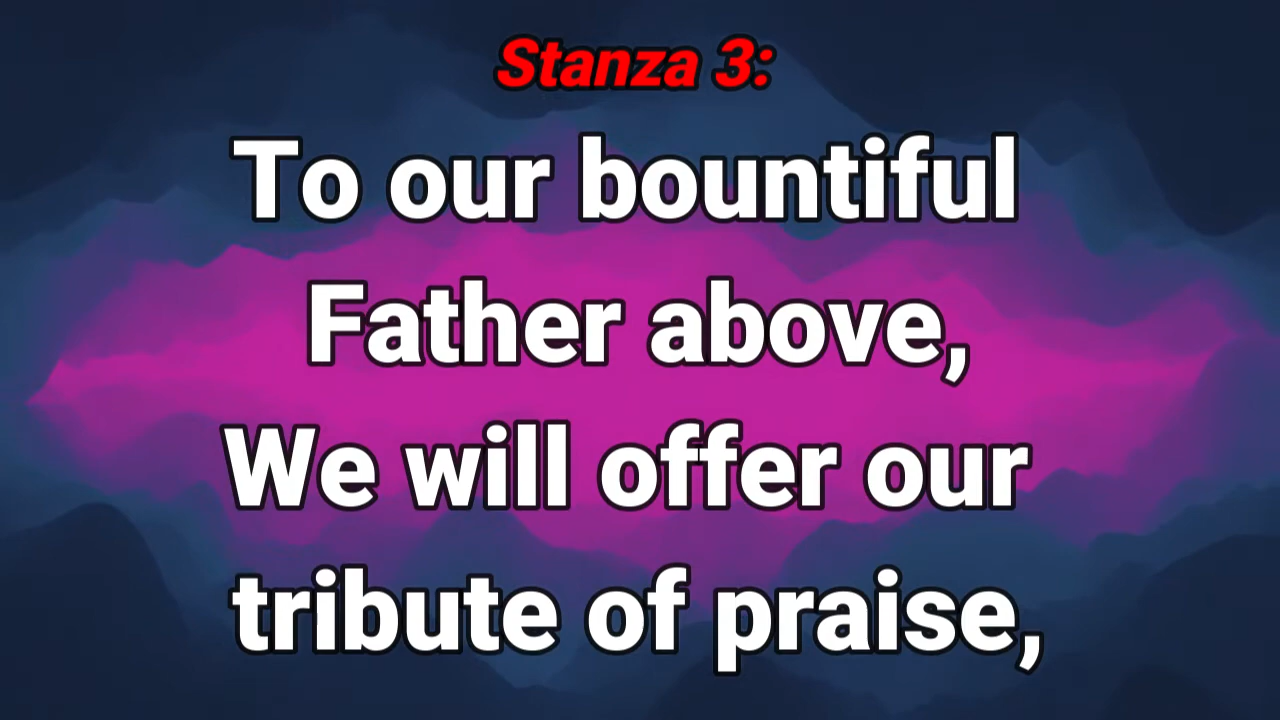 Stanza 3:
To our bountiful
Father above,
We will offer our
tribute of praise,